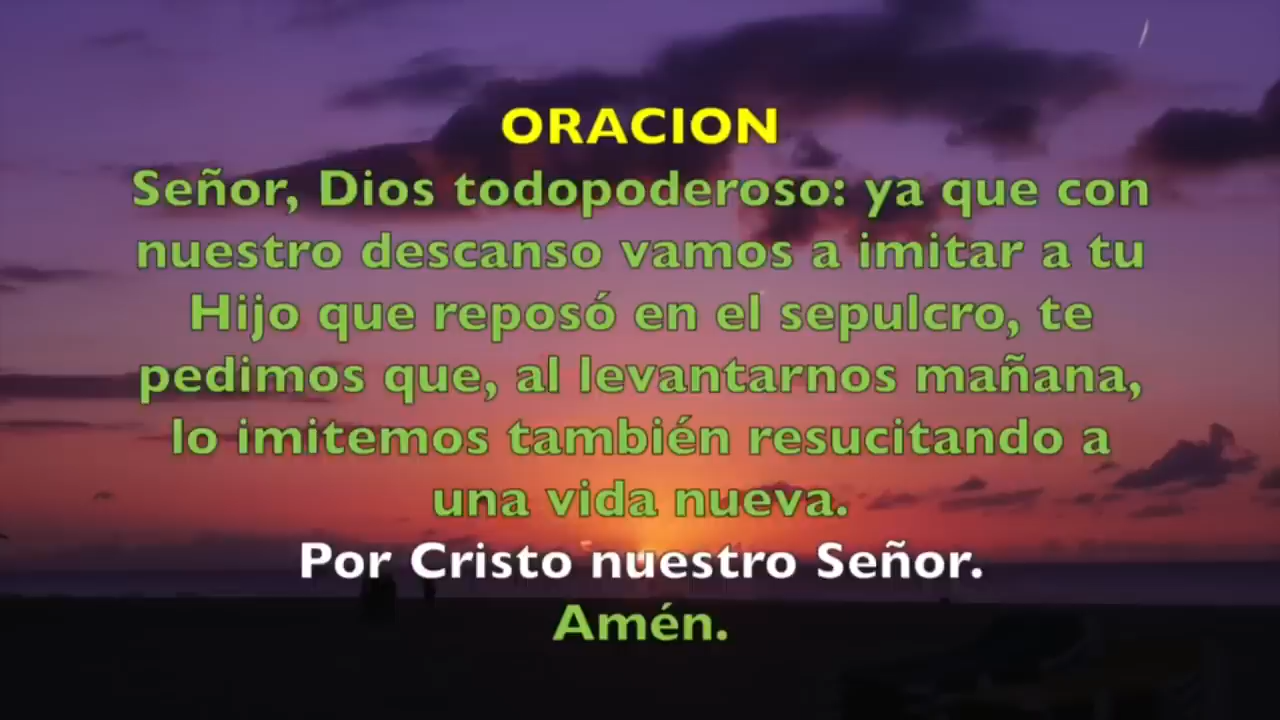 ORACION
Señor, Dios todopoderoso: ya que con
nuestro descanso vamos a imitar a tu
Hijo que reposó en el sepulcro, te
pedimos que, al levantarnos mañana,
lo imitemos también resucitando a
una vida nueva.
Por Cristo nuestro Señor.
Amén.